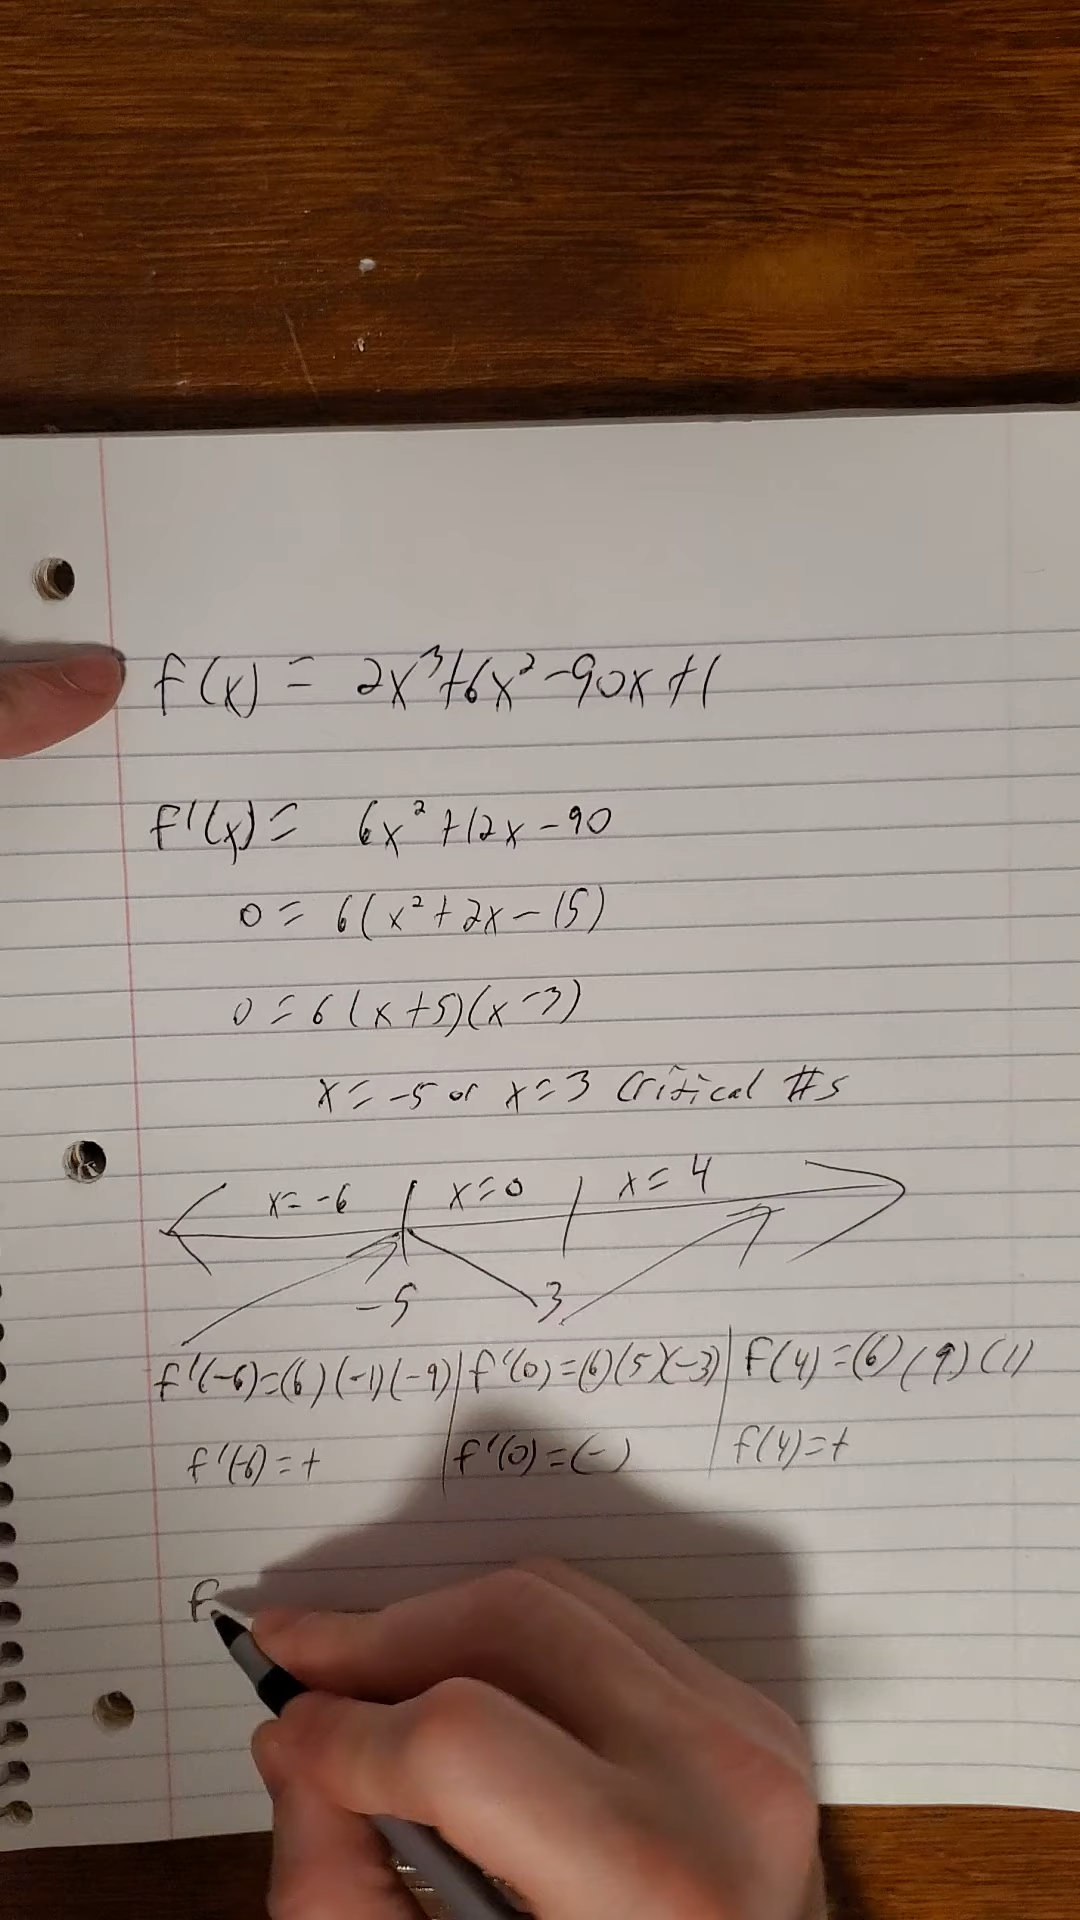 f(x) = 2x³+6x²-90x+1
f'(x) = 6x²+12x-90
0 = 6(x²+2x-15)
0 = 6(x+5)(x-3)
x = -5 or x = 3 Critical #s
x = -6 x = 0 x = 4
-5 3
f'(-6)=(6)(-1)(-9) | f'(0)=(6)(5)(-3) | f(4)=(6)(9)(1)
f'(-6)=+ | f'(0)=(-) | f(4)=+
f